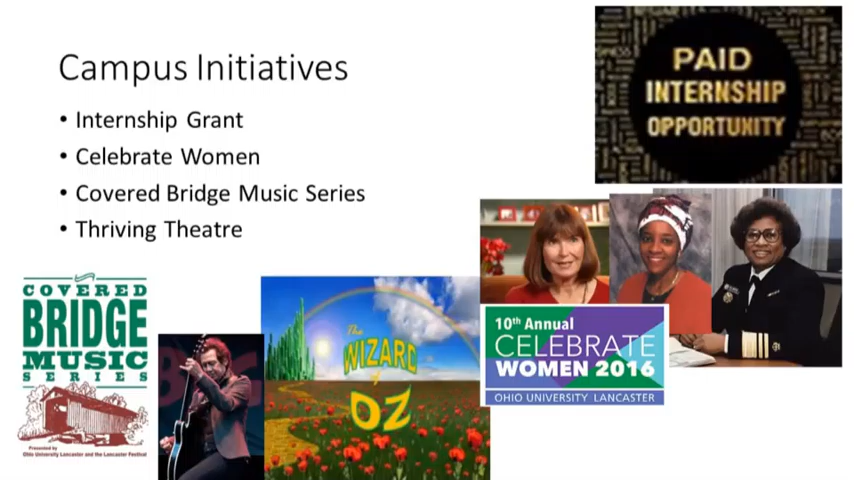 Campus Initiatives
• Internship Grant
• Celebrate Women
• Covered Bridge Music Series
• Thriving Theatre
PAID
INTERNSHIP
OPPORTUNITY
COVERED
BRIDGE
MUSIC
SERIES
Presented by
Ohio University Lancaster and the Lancaster Festival
The
WIZARD
of
OZ
10th Annual
CELEBRATE
WOMEN 2016
OHIO UNIVERSITY LANCASTER